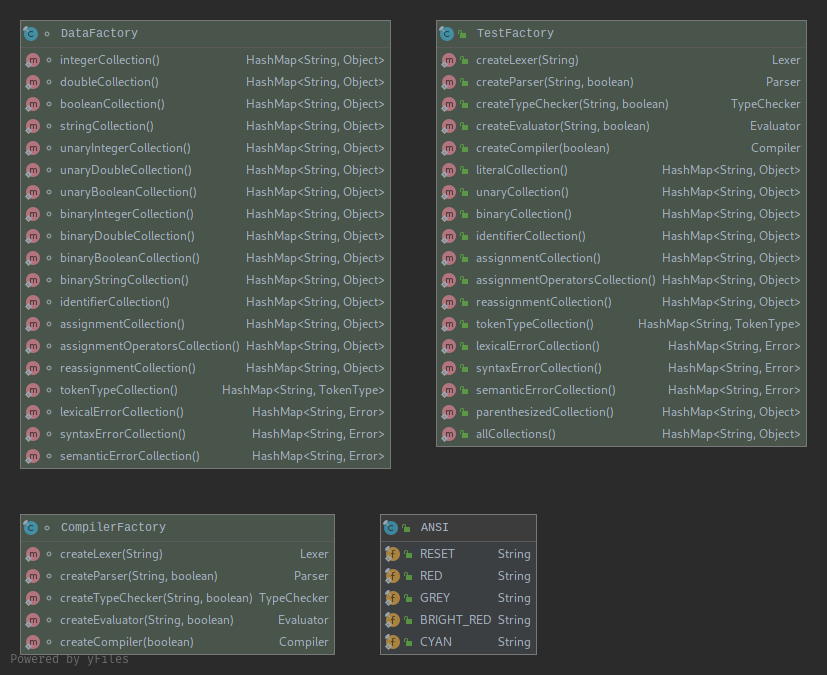 DataFactory
integerCollection() HashMap<String, Object>
doubleCollection() HashMap<String, Object>
booleanCollection() HashMap<String, Object>
stringCollection() HashMap<String, Object>
unaryIntegerCollection() HashMap<String, Object>
unaryDoubleCollection() HashMap<String, Object>
unaryBooleanCollection() HashMap<String, Object>
binaryIntegerCollection() HashMap<String, Object>
binaryDoubleCollection() HashMap<String, Object>
binaryBooleanCollection() HashMap<String, Object>
binaryStringCollection() HashMap<String, Object>
identifierCollection() HashMap<String, Object>
assignmentCollection() HashMap<String, Object>
assignmentOperatorsCollection() HashMap<String, Object>
reassignmentCollection() HashMap<String, Object>
tokenTypeCollection() HashMap<String, TokenType>
lexicalErrorCollection() HashMap<String, Error>
syntaxErrorCollection() HashMap<String, Error>
semanticErrorCollection() HashMap<String, Error>
TestFactory
createLexer(String) Lexer
createParser(String, boolean) Parser
createTypeChecker(String, boolean) TypeChecker
createEvaluator(String, boolean) Evaluator
createCompiler(boolean) Compiler
literalCollection() HashMap<String, Object>
unaryCollection() HashMap<String, Object>
binaryCollection() HashMap<String, Object>
identifierCollection() HashMap<String, Object>
assignmentCollection() HashMap<String, Object>
assignmentOperatorsCollection() HashMap<String, Object>
reassignmentCollection() HashMap<String, Object>
tokenTypeCollection() HashMap<String, TokenType>
lexicalErrorCollection() HashMap<String, Error>
syntaxErrorCollection() HashMap<String, Error>
semanticErrorCollection() HashMap<String, Error>
parenthesizedCollection() HashMap<String, Object>
allCollections() HashMap<String, Object>
CompilerFactory
createLexer(String) Lexer
createParser(String, boolean) Parser
createTypeChecker(String, boolean) TypeChecker
createEvaluator(String, boolean) Evaluator
createCompiler(boolean) Compiler
ANSI
RESET String
RED String
GREY String
BRIGHT_RED String
CYAN String
Powered by yFiles